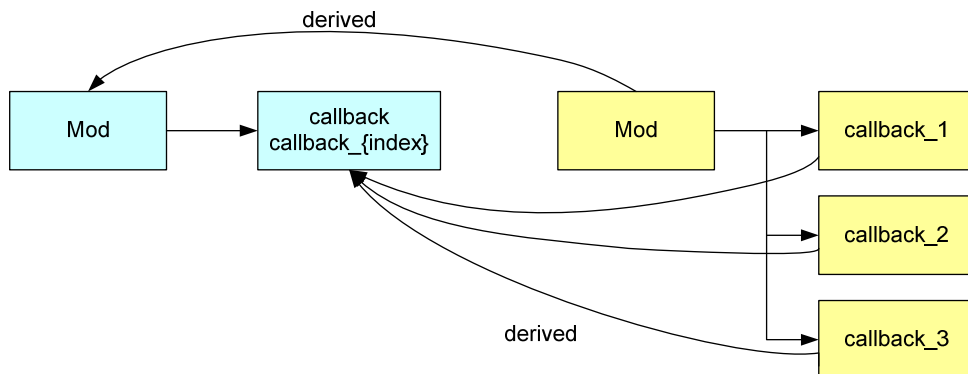 derived
Mod
callback
callback_{index}
Mod
callback_1
callback_2
callback_3
derived